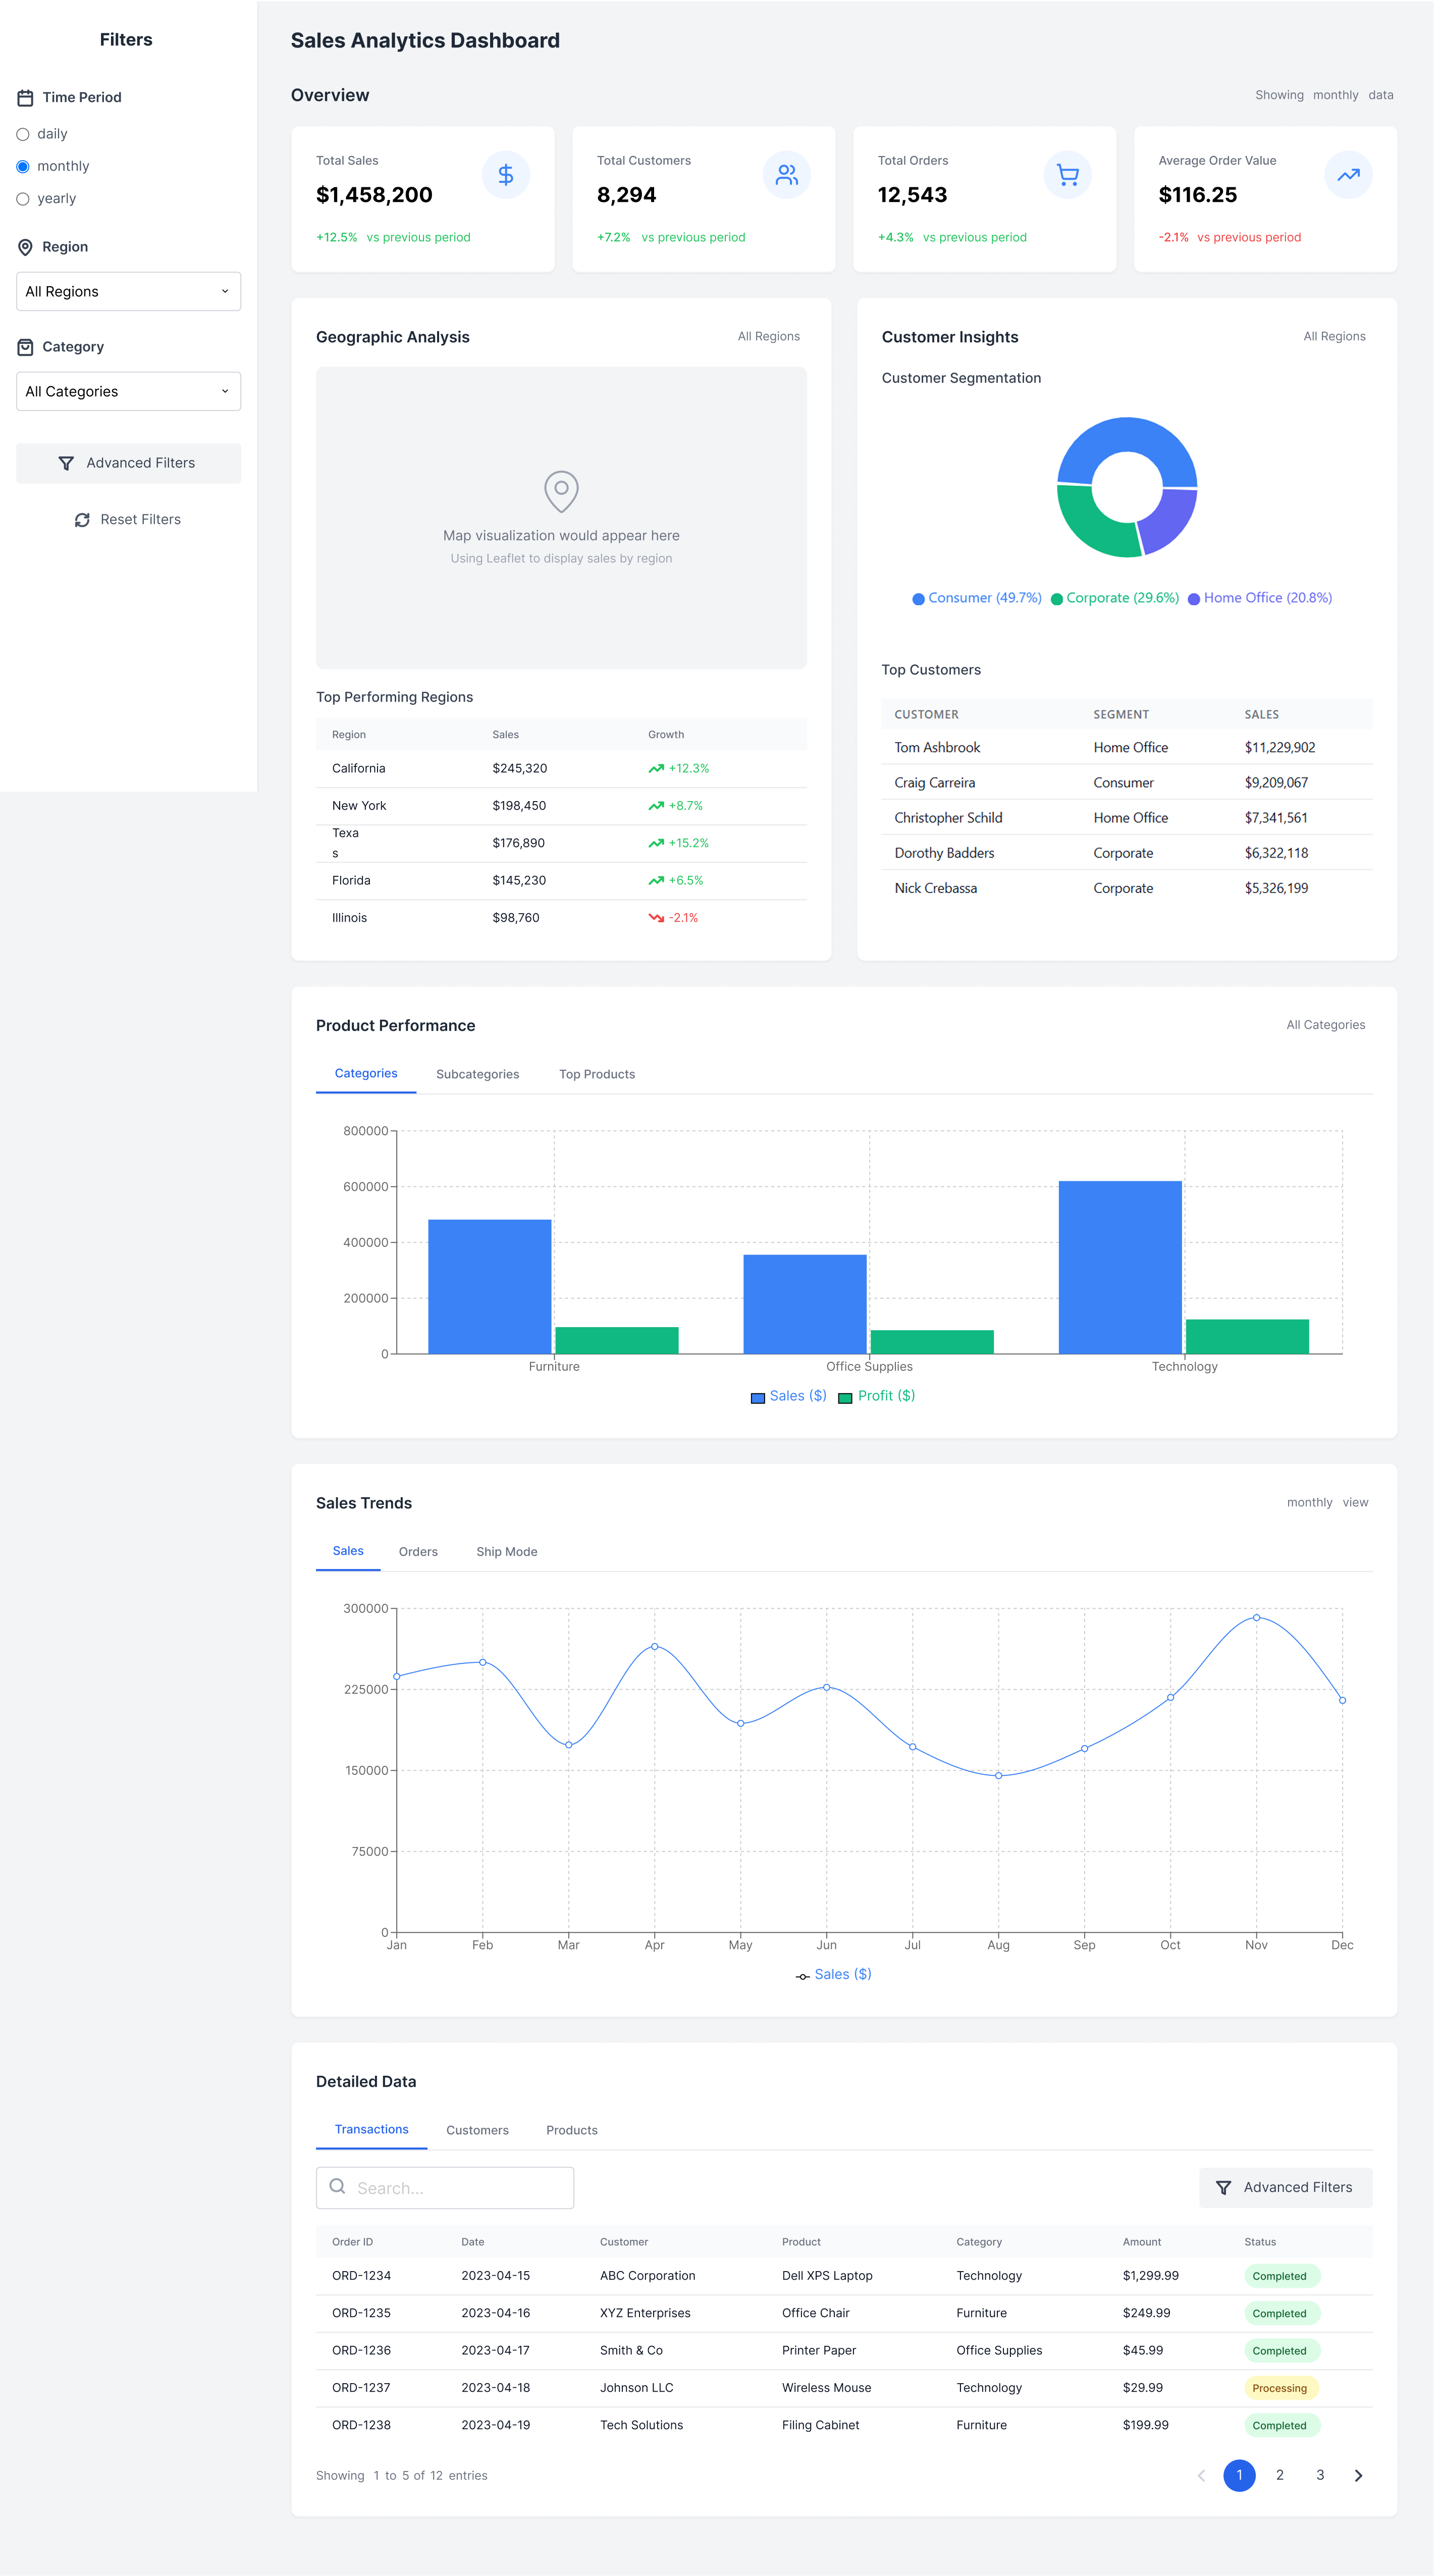 Filters
Time Period
daily
monthly
yearly
Region
All Regions
Category
All Categories
Advanced Filters
Reset Filters
Sales Analytics Dashboard
Overview
Showing monthly data
Total Sales
$1,458,200
+12.5% vs previous period
Total Customers
8,294
+7.2% vs previous period
Total Orders
12,543
+4.3% vs previous period
Average Order Value
$116.25
-2.1% vs previous period
Geographic Analysis
All Regions
Map visualization would appear here
Using Leaflet to display sales by region
Top Performing Regions
Region Sales Growth
California $245,320 +12.3%
New York $198,450 +8.7%
Texa
s $176,890 +15.2%
Florida $145,230 +6.5%
Illinois $98,760 -2.1%
Customer Insights
All Regions
Customer Segmentation
Consumer (49.7%) Corporate (29.6%) Home Office (20.8%)
Top Customers
CUSTOMER SEGMENT SALES
Tom Ashbrook Home Office $11,229,902
Craig Carreira Consumer $9,209,067
Christopher Schild Home Office $7,341,561
Dorothy Badders Corporate $6,322,118
Nick Crebassa Corporate $5,326,199
Product Performance
All Categories
Categories Subcategories Top Products
800000
600000
400000
200000
0
Furniture Office Supplies Technology
Sales ($) Profit ($)
Sales Trends
monthly view
Sales Orders Ship Mode
300000
225000
150000
75000
0
Jan Feb Mar Apr May Jun Jul Aug Sep Oct Nov Dec
Sales ($)
Detailed Data
Transactions Customers Products
Search...
Advanced Filters
Order ID Date Customer Product Category Amount Status
ORD-1234 2023-04-15 ABC Corporation Dell XPS Laptop Technology $1,299.99 Completed
ORD-1235 2023-04-16 XYZ Enterprises Office Chair Furniture $249.99 Completed
ORD-1236 2023-04-17 Smith & Co Printer Paper Office Supplies $45.99 Completed
ORD-1237 2023-04-18 Johnson LLC Wireless Mouse Technology $29.99 Processing
ORD-1238 2023-04-19 Tech Solutions Filing Cabinet Furniture $199.99 Completed
Showing 1 to 5 of 12 entries
1 2 3